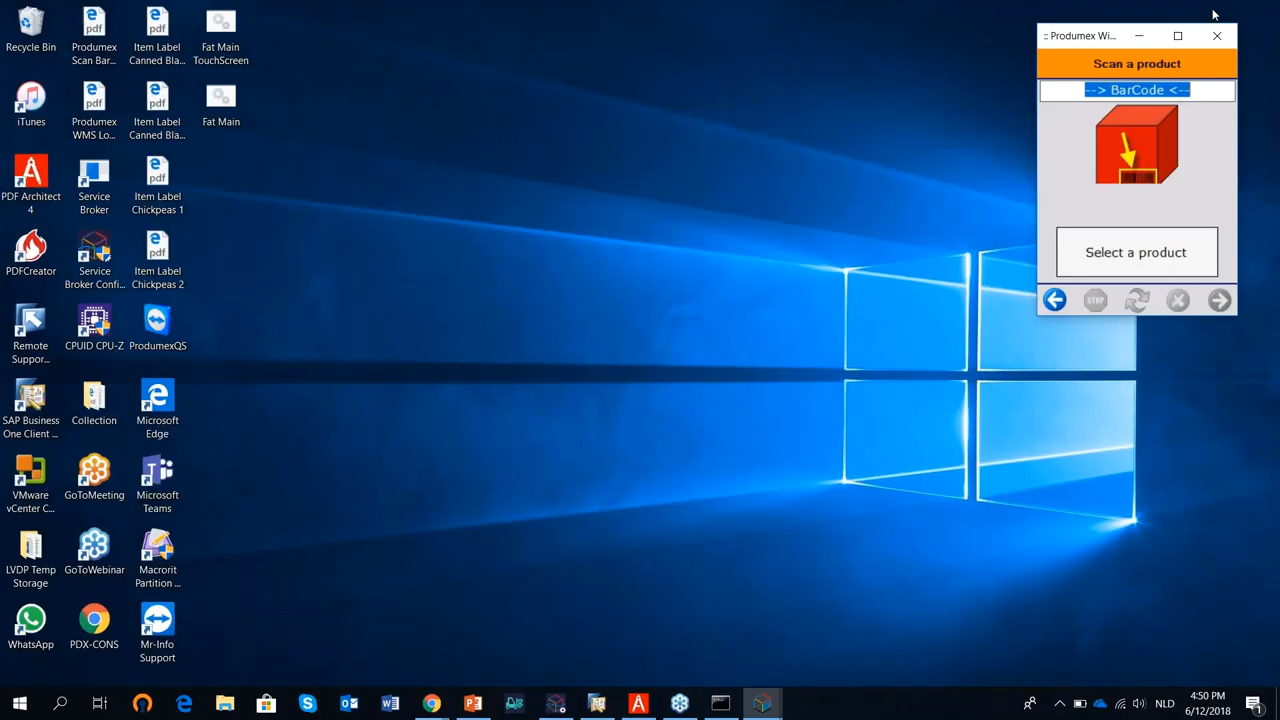 Recycle Bin
Produmex
Scan Bar...
Item Label
Canned Bla...
Fat Main
TouchScreen
iTunes
Produmex
WMS Lo...
Item Label
Canned Bla...
Fat Main
PDF Architect
4
Service
Broker
Item Label
Chickpeas 1
PDFCreator
Service
Broker Confi...
Item Label
Chickpeas 2
Remote
Suppor...
CPUID CPU-Z
ProdumexQS
SAP Business
One Client ...
Collection
Microsoft
Edge
VMware
vCenter C...
GoToMeeting
Microsoft
Teams
LVDP Temp
Storage
GoToWebinar
Macrorit
Partition ...
WhatsApp
PDX-CONS
Mr-Info
Support
:: Produmex Wi...
Scan a product
--> BarCode <--
Select a product
STOP
NLD
4:50 PM
6/12/2018
1